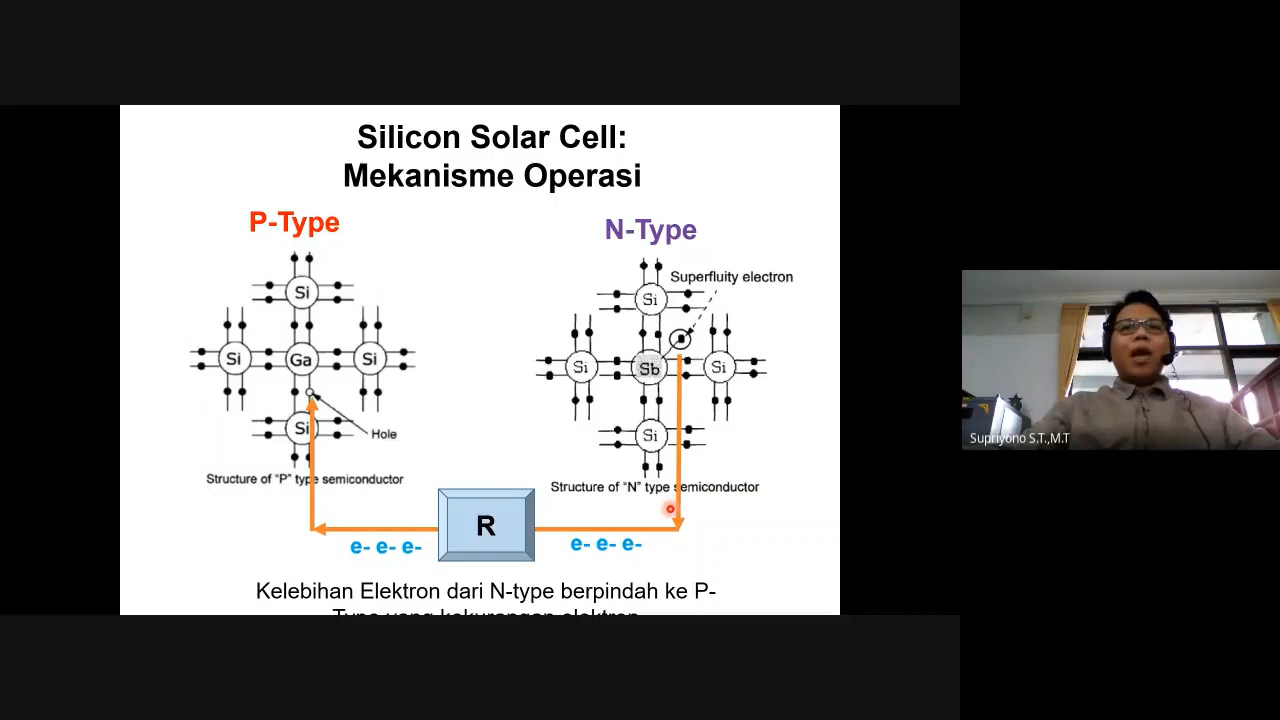 Silicon Solar Cell:
Mekanisme Operasi
P-Type
N-Type
Si
Si
Ga
Si
Si
Hole
Structure of "P" type semiconductor
Superfluity electron
Si
Si
Sb
Si
Si
Structure of "N" type semiconductor
R
e- e- e-
e- e- e-
Kelebihan Elektron dari N-type berpindah ke P-
Type yang kekurangan elektron
Supriyono S.T.,M.T